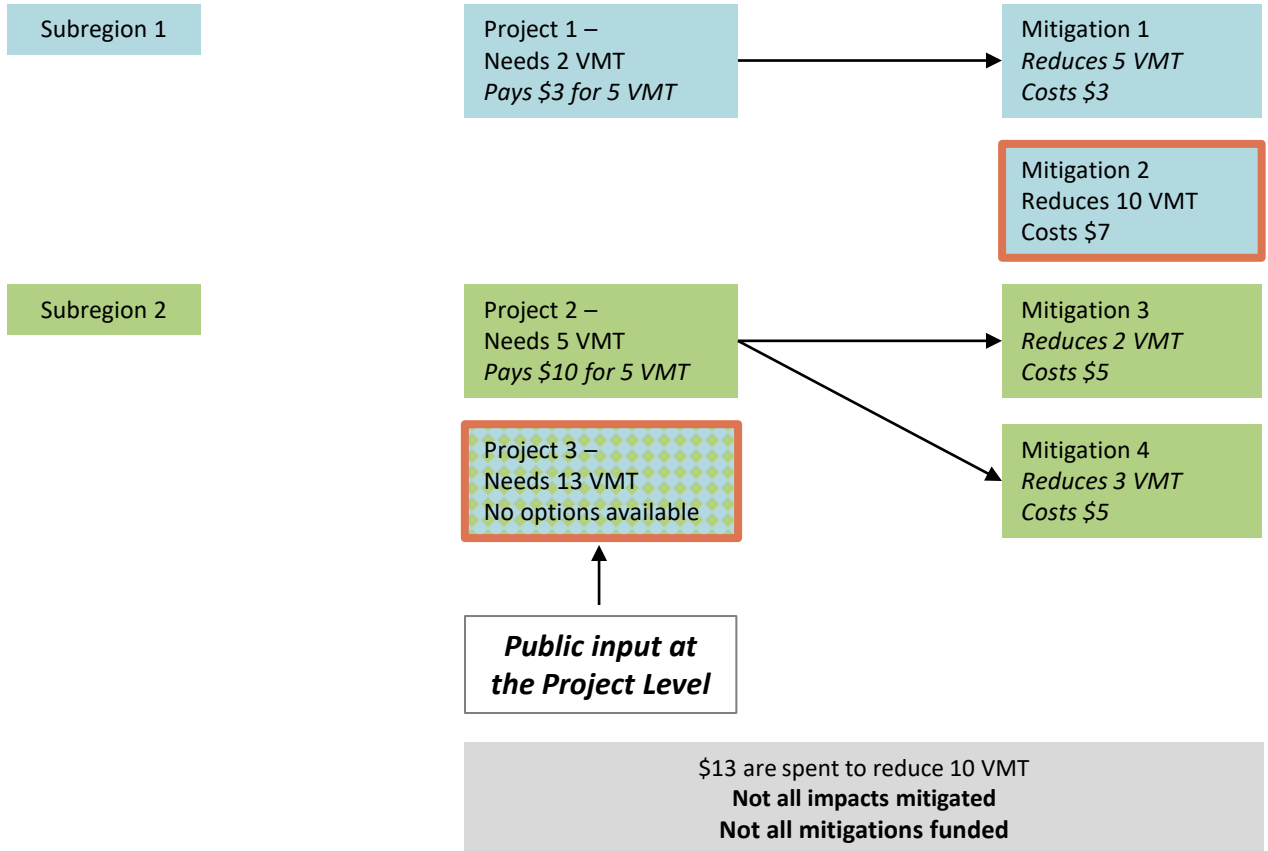 Subregion 1
Project 1 –
Needs 2 VMT
Pays $3 for 5 VMT
Mitigation 1
Reduces 5 VMT
Costs $3
Mitigation 2
Reduces 10 VMT
Costs $7
Subregion 2
Project 2 –
Needs 5 VMT
Pays $10 for 5 VMT
Mitigation 3
Reduces 2 VMT
Costs $5
Project 3 –
Needs 13 VMT
No options available
Mitigation 4
Reduces 3 VMT
Costs $5
Public input at
the Project Level
$13 are spent to reduce 10 VMT
Not all impacts mitigated
Not all mitigations funded